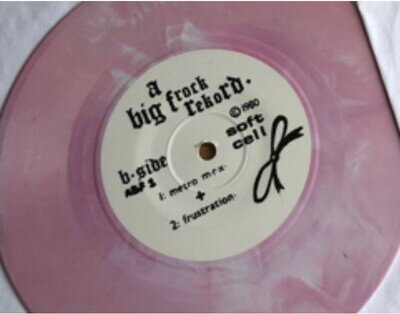 a
big frock
rekord.
© 1980
soft
cell
b-side
ABF 1
1: metro mrx.
+
2: frustration.